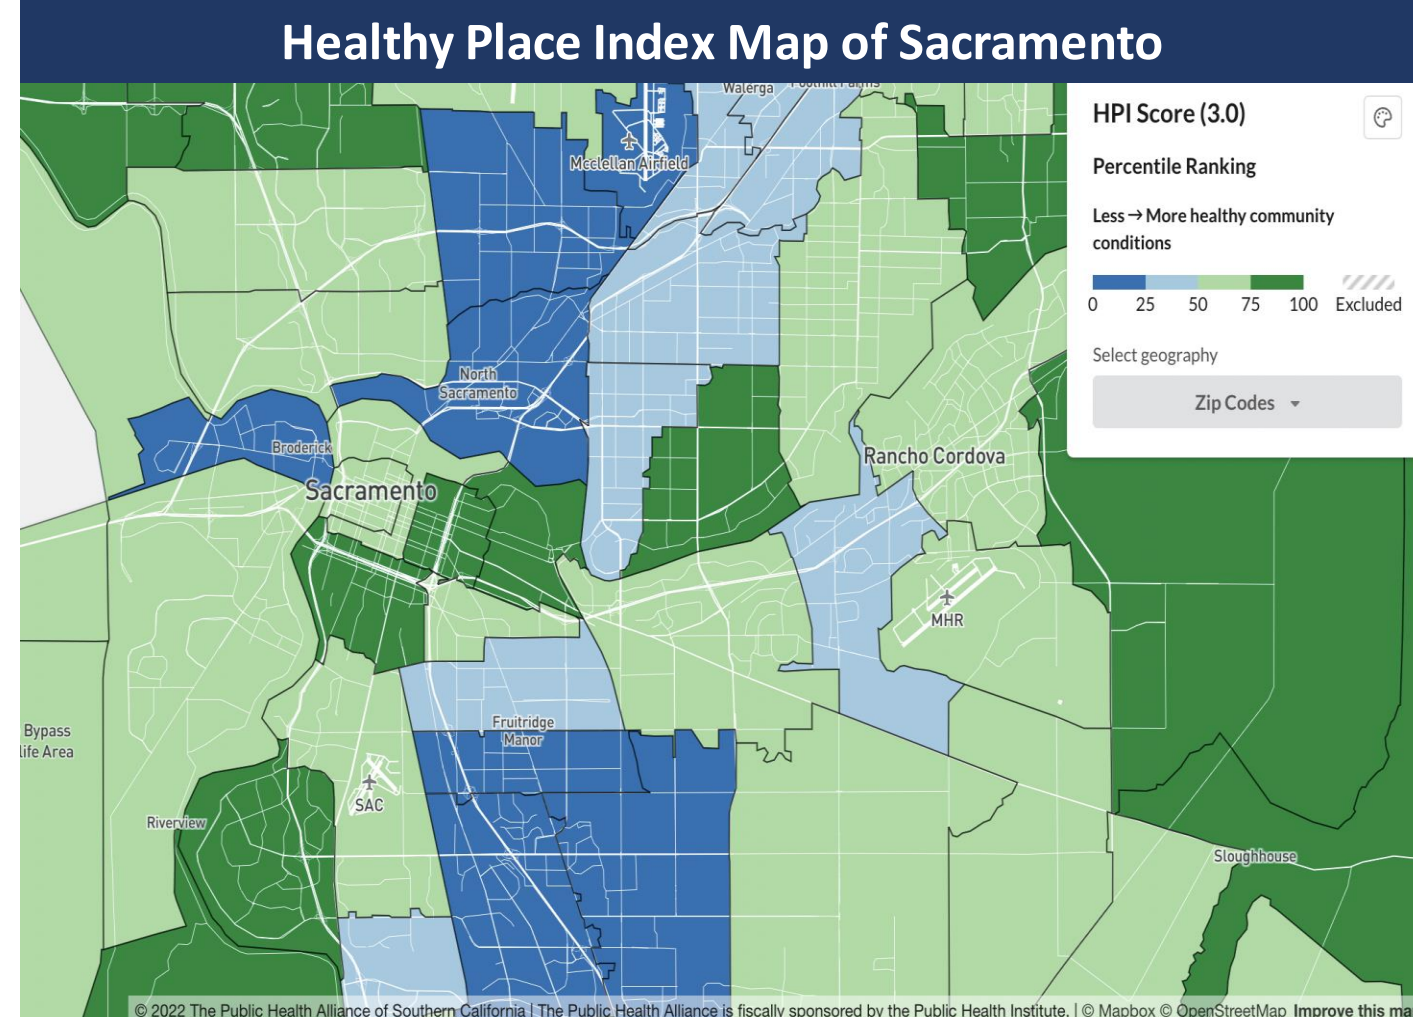 Healthy Place Index Map of Sacramento
Walerga
Foothill Farms
Mcclellan Airfield
North
Sacramento
Broderick
Sacramento
Rancho Cordova
MHR
Fruitridge
Manor
Bypass
life Area
SAC
Riverview
Sloughhouse
HPI Score (3.0)
Percentile Ranking
Less → More healthy community
conditions
0 25 50 75 100 Excluded
Select geography
Zip Codes
© 2022 The Public Health Alliance of Southern California | The Public Health Alliance is fiscally sponsored by the Public Health Institute. | © Mapbox © OpenStreetMap Improve this ma